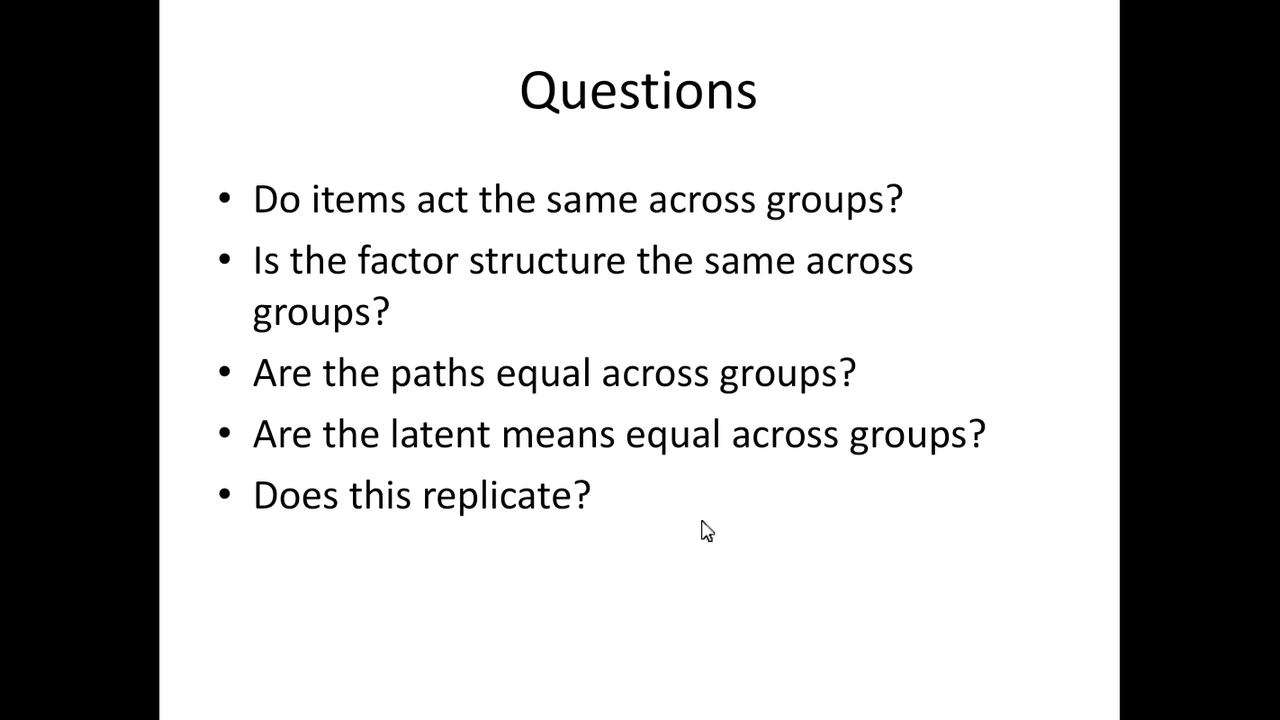 Questions
• Do items act the same across groups?
• Is the factor structure the same across
groups?
• Are the paths equal across groups?
• Are the latent means equal across groups?
• Does this replicate?